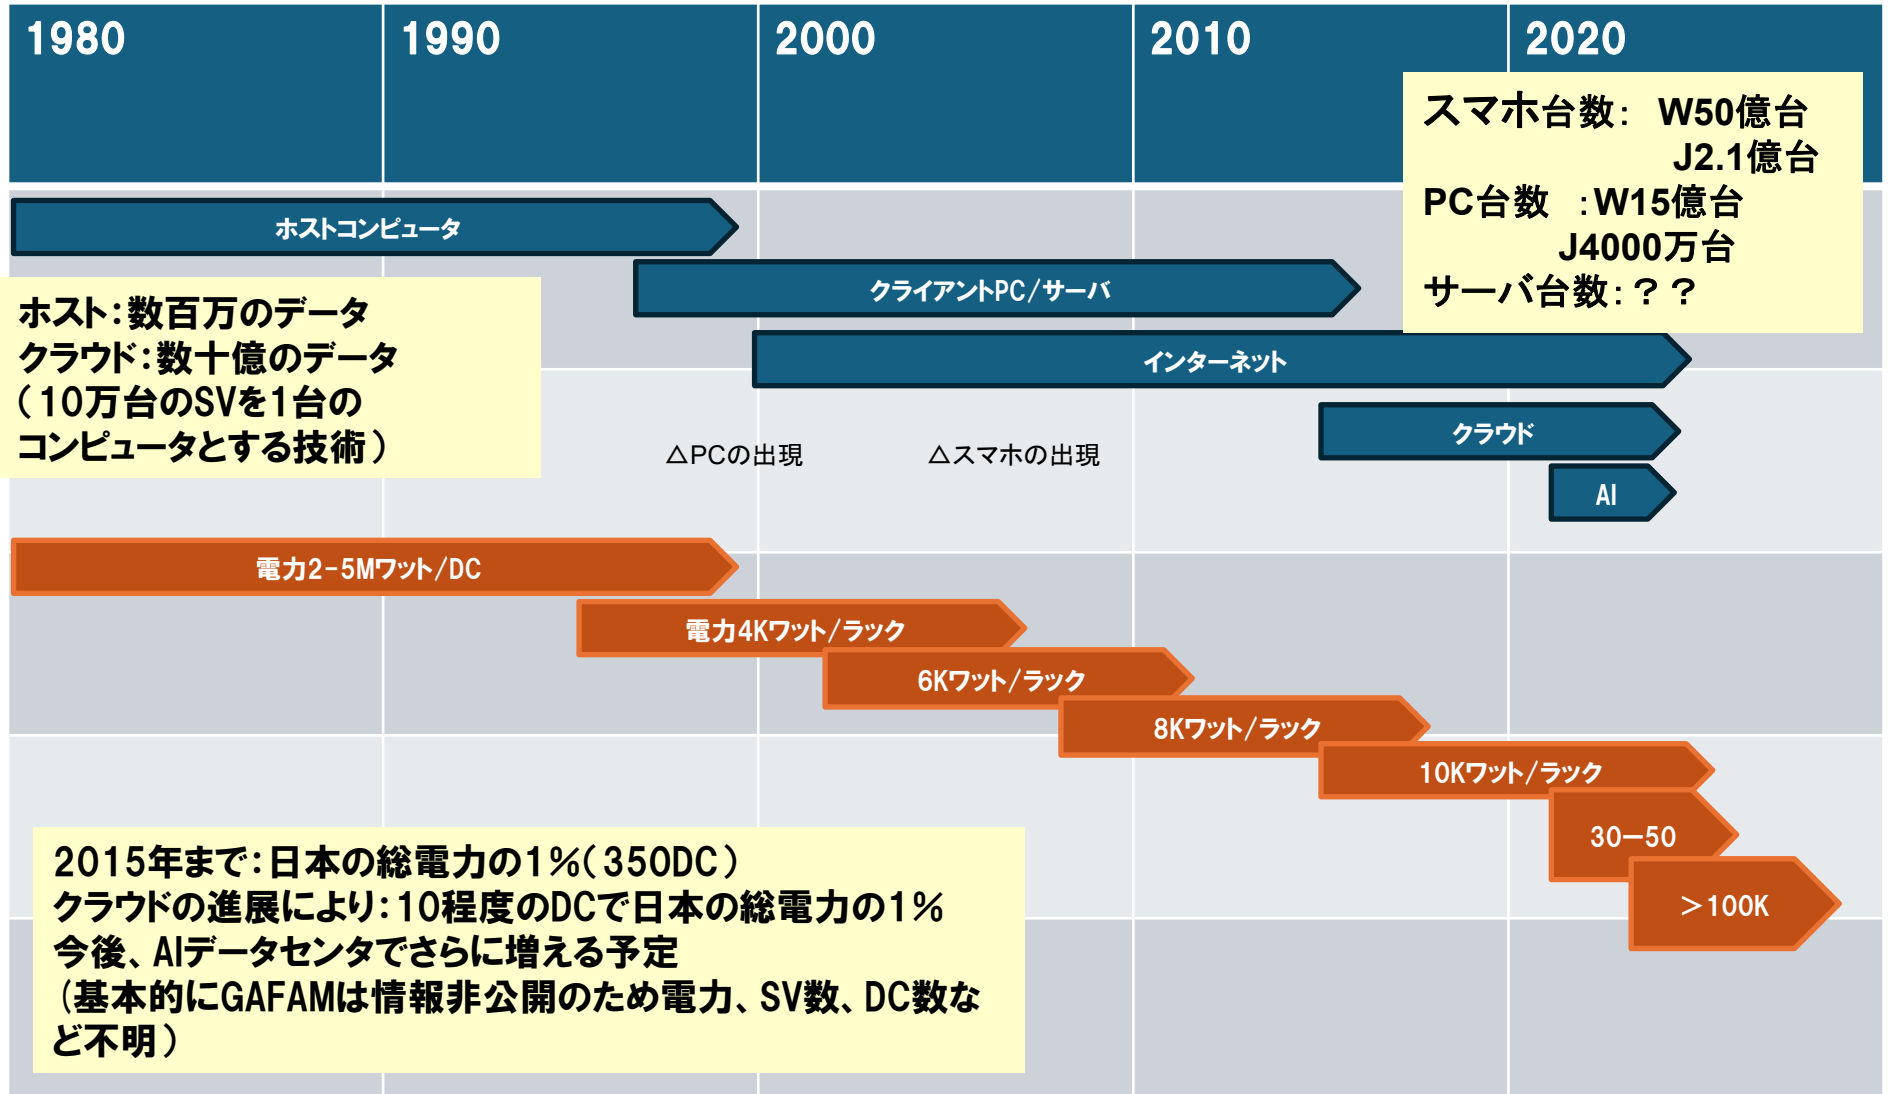 1980
1990
2000
2010
2020
スマホ台数： W50億台
J2.1億台
PC台数 ：W15億台
J4000万台
サーバ台数：？？
ホストコンピュータ
クライアントPC/サーバ
インターネット
クラウド
AI
ホスト：数百万のデータ
クラウド：数十億のデータ
（10万台のSVを1台の
コンピュータとする技術）
△PCの出現
△スマホの出現
電力2-5Mワット/DC
電力4Kワット/ラック
6Kワット/ラック
8Kワット/ラック
10Kワット/ラック
30ー50
＞100K
2015年まで：日本の総電力の1％（350DC）
クラウドの進展により：10程度のDCで日本の総電力の1％
今後、AIデータセンタでさらに増える予定
（基本的にGAFAMは情報非公開のため電力、SV数、DC数な
ど不明）